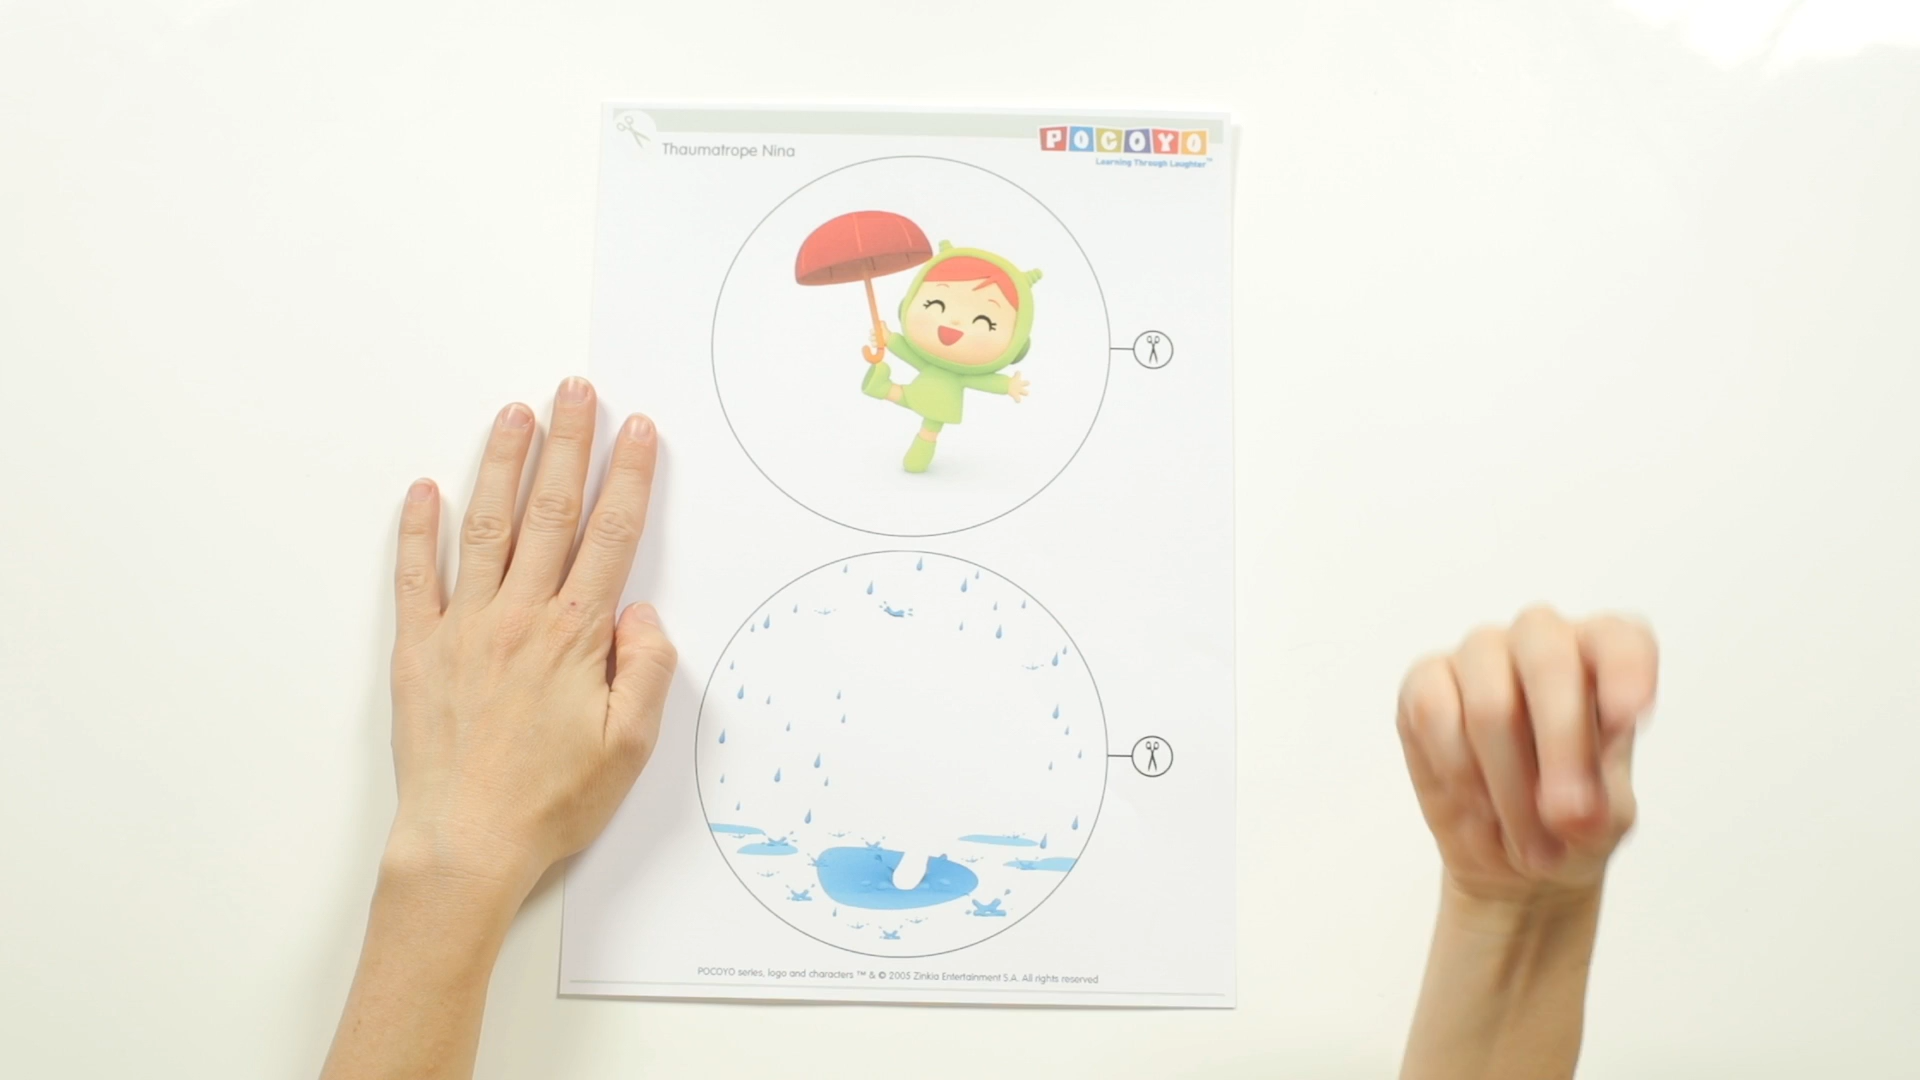 Thaumatrope Nina
POCOYO
Learning Through Laughter™
POCOYO series, logo and characters ™ & © 2005 Zinkia Entertainment S.A. All rights reserved